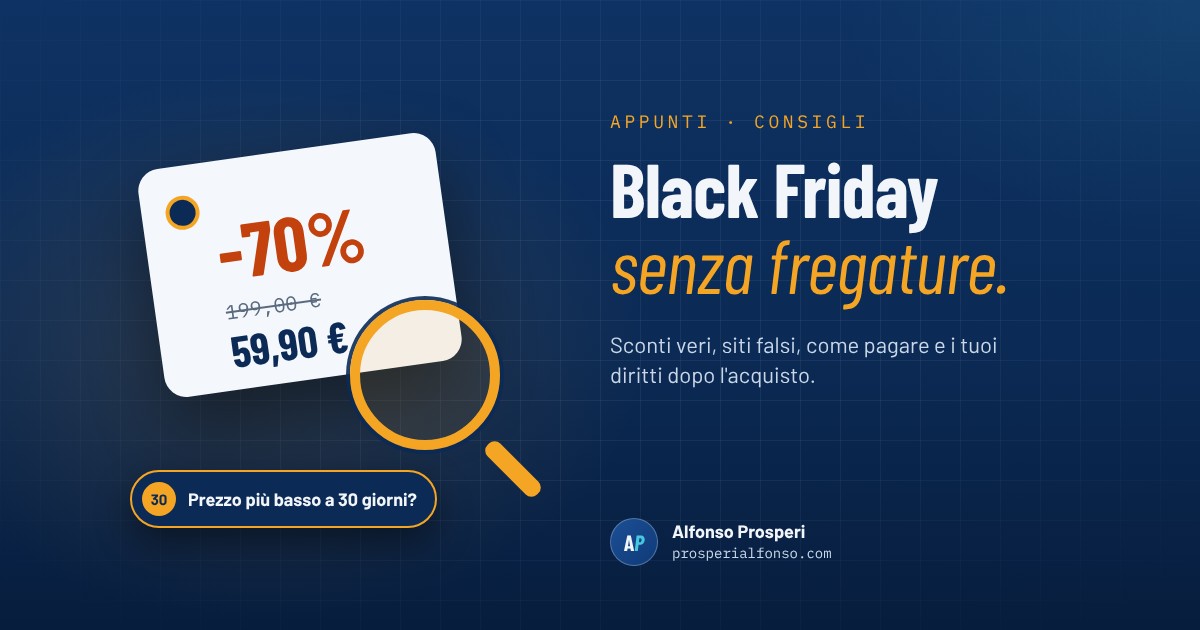 -70%
199,00 €
59,90 €
30 Prezzo più basso a 30 giorni?
APPUNTI · CONSIGLI
Black Friday
senza fregature.
Sconti veri, siti falsi, come pagare e i tuoi
diritti dopo l'acquisto.
AP
Alfonso Prosperi
prosperialfonso.com